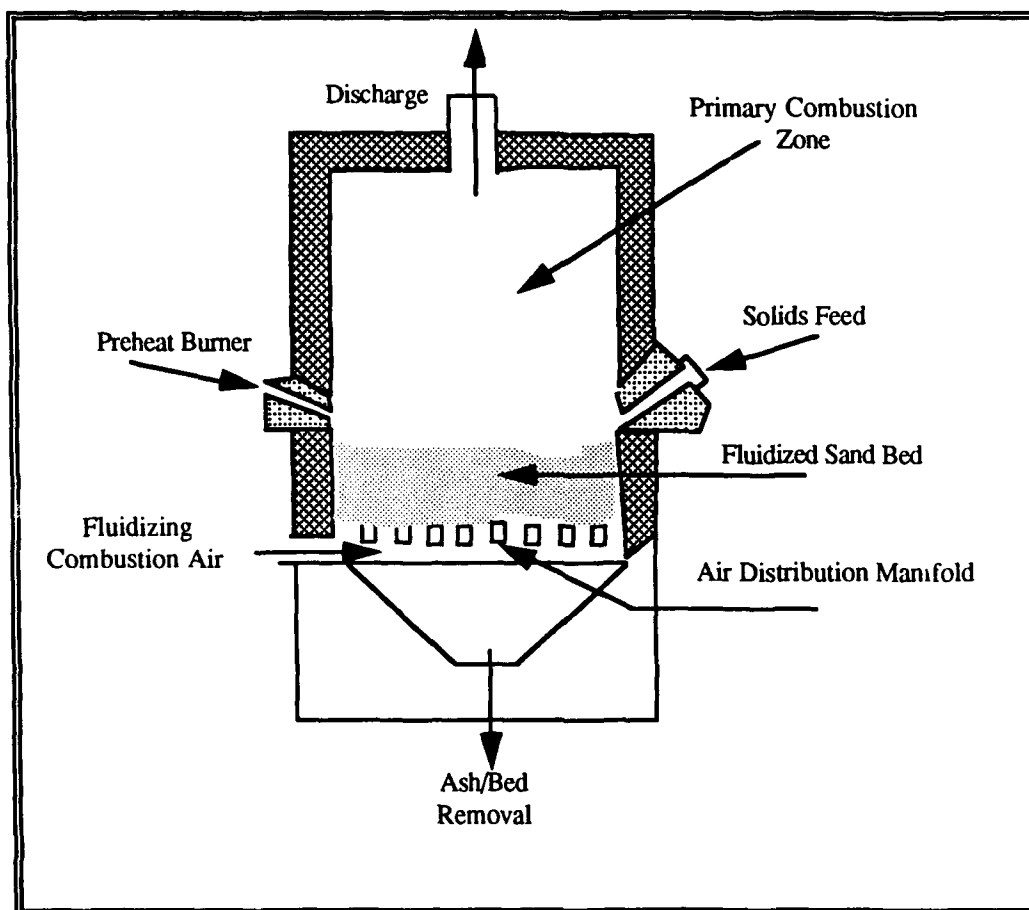 Discharge
Primary Combustion
Zone
Solids Feed
Preheat Burner
Fluidized Sand Bed
Fluidizing
Combustion Air
Air Distribution Manifold
Ash/Bed
Removal